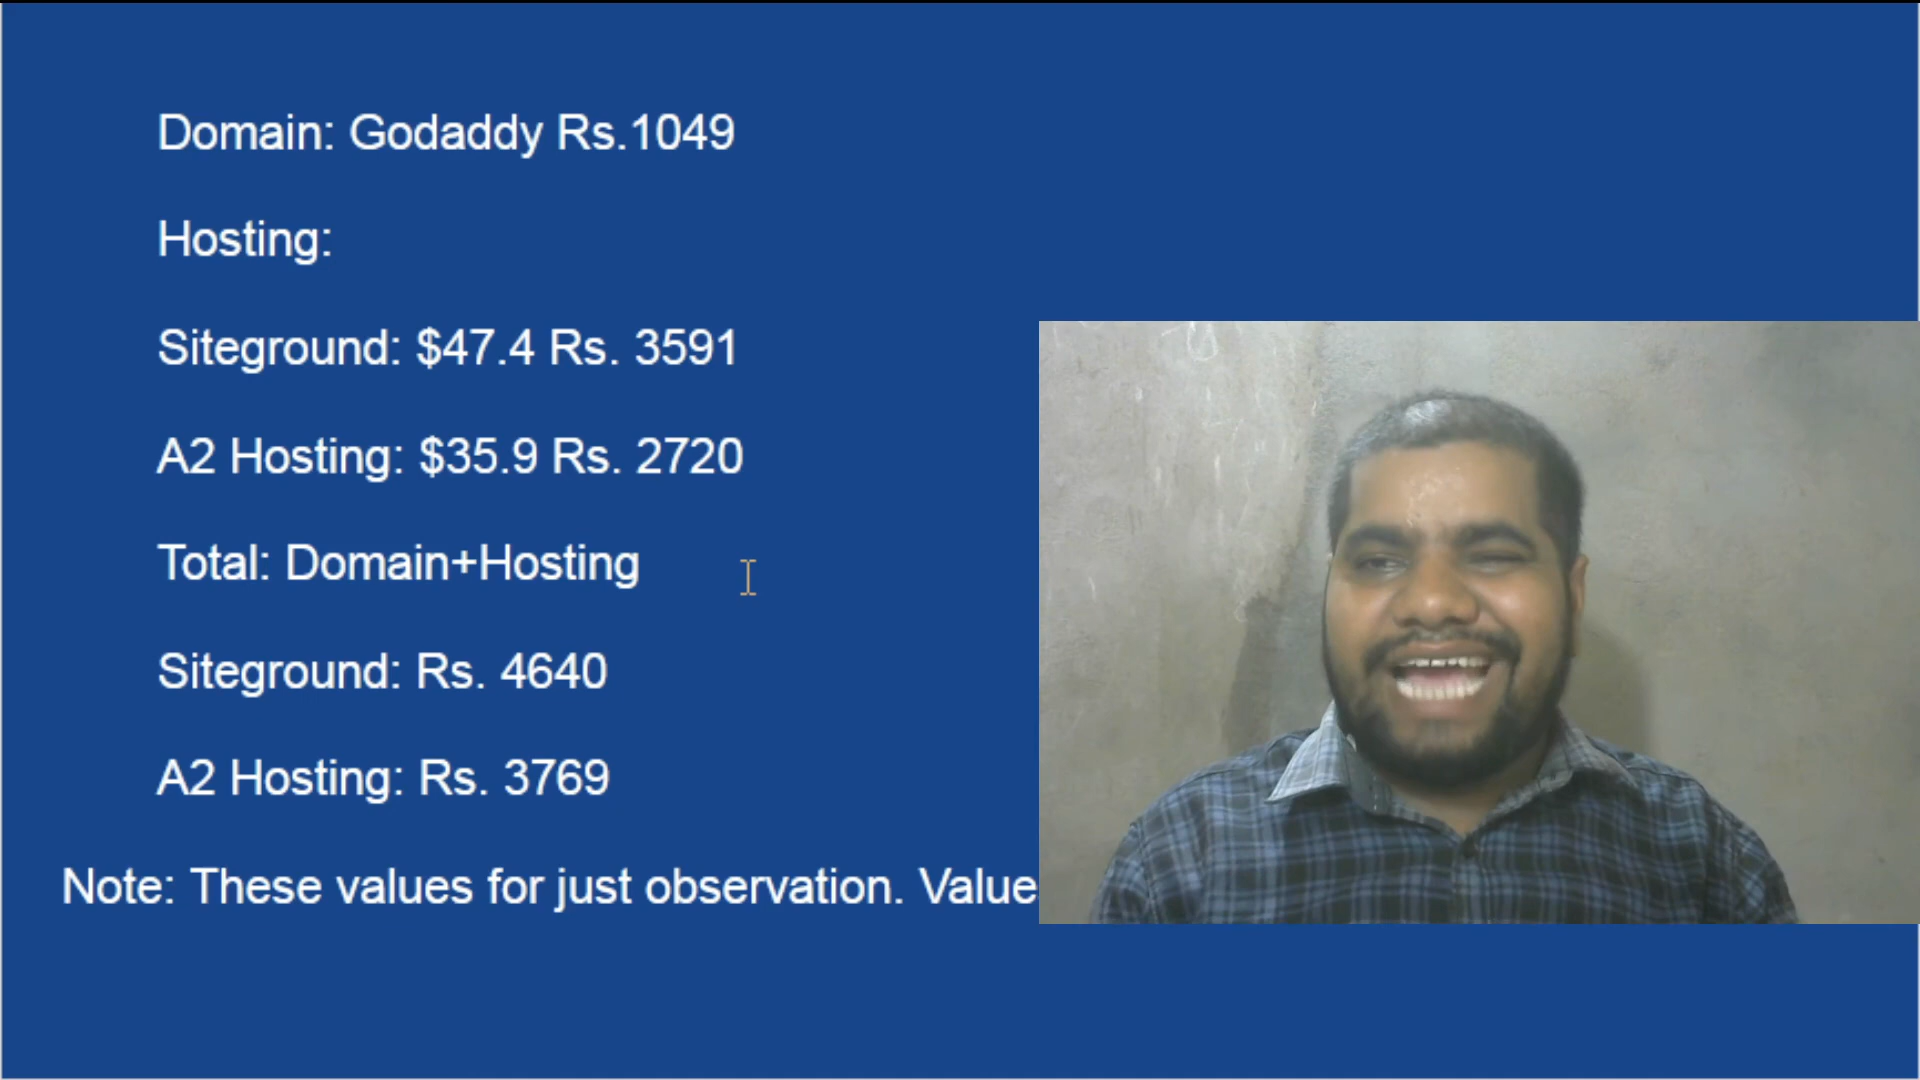 Domain: Godaddy Rs.1049
Hosting:
Siteground: $47.4 Rs. 3591
A2 Hosting: $35.9 Rs. 2720
Total: Domain+Hosting
Siteground: Rs. 4640
A2 Hosting: Rs. 3769
Note: These values for just observation. Value